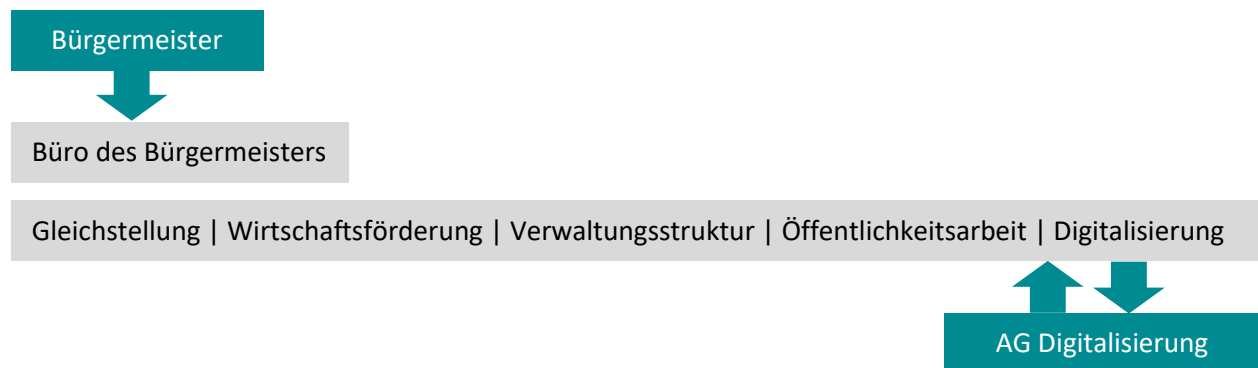 Bürgermeister
Büro des Bürgermeisters
Gleichstellung | Wirtschaftsförderung | Verwaltungsstruktur | Öffentlichkeitsarbeit | Digitalisierung
AG Digitalisierung